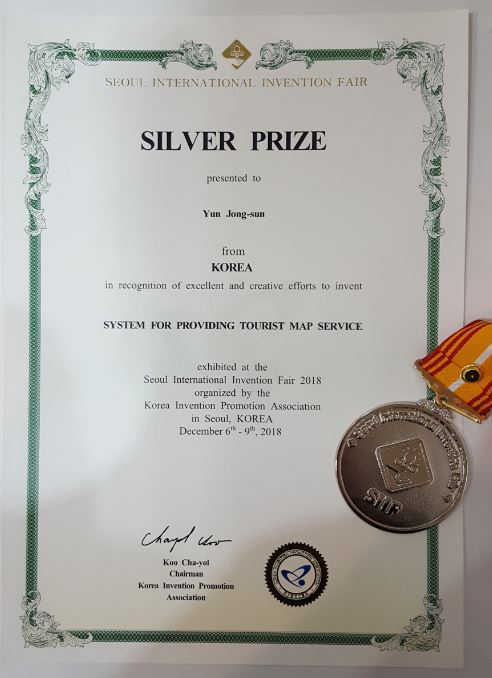 SEOUL INTERNATIONAL INVENTION FAIR
SILVER PRIZE
presented to
Yun Jong-sun
from
KOREA
in recognition of excellent and creative efforts to invent
SYSTEM FOR PROVIDING TOURIST MAP SERVICE
exhibited at the
Seoul International Invention Fair 2018
organized by the
Korea Invention Promotion Association
in Seoul, KOREA
December 6th - 9th, 2018
Koo Cha-yol
Chairman
Korea Invention Promotion
Association
Seoul International Invention
SIIF